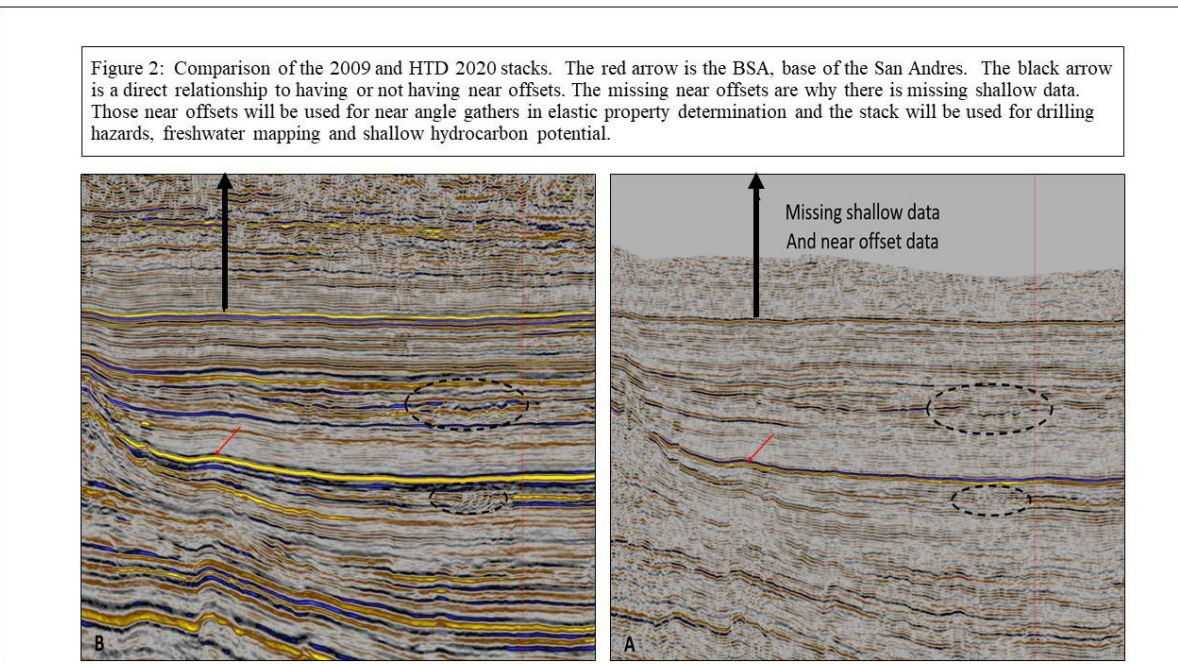 Figure 2: Comparison of the 2009 and HTD 2020 stacks. The red arrow is the BSA, base of the San Andres. The black arrow
is a direct relationship to having or not having near offsets. The missing near offsets are why there is missing shallow data.
Those near offsets will be used for near angle gathers in elastic property determination and the stack will be used for drilling
hazards, freshwater mapping and shallow hydrocarbon potential.
Missing shallow data
And near offset data
B
A